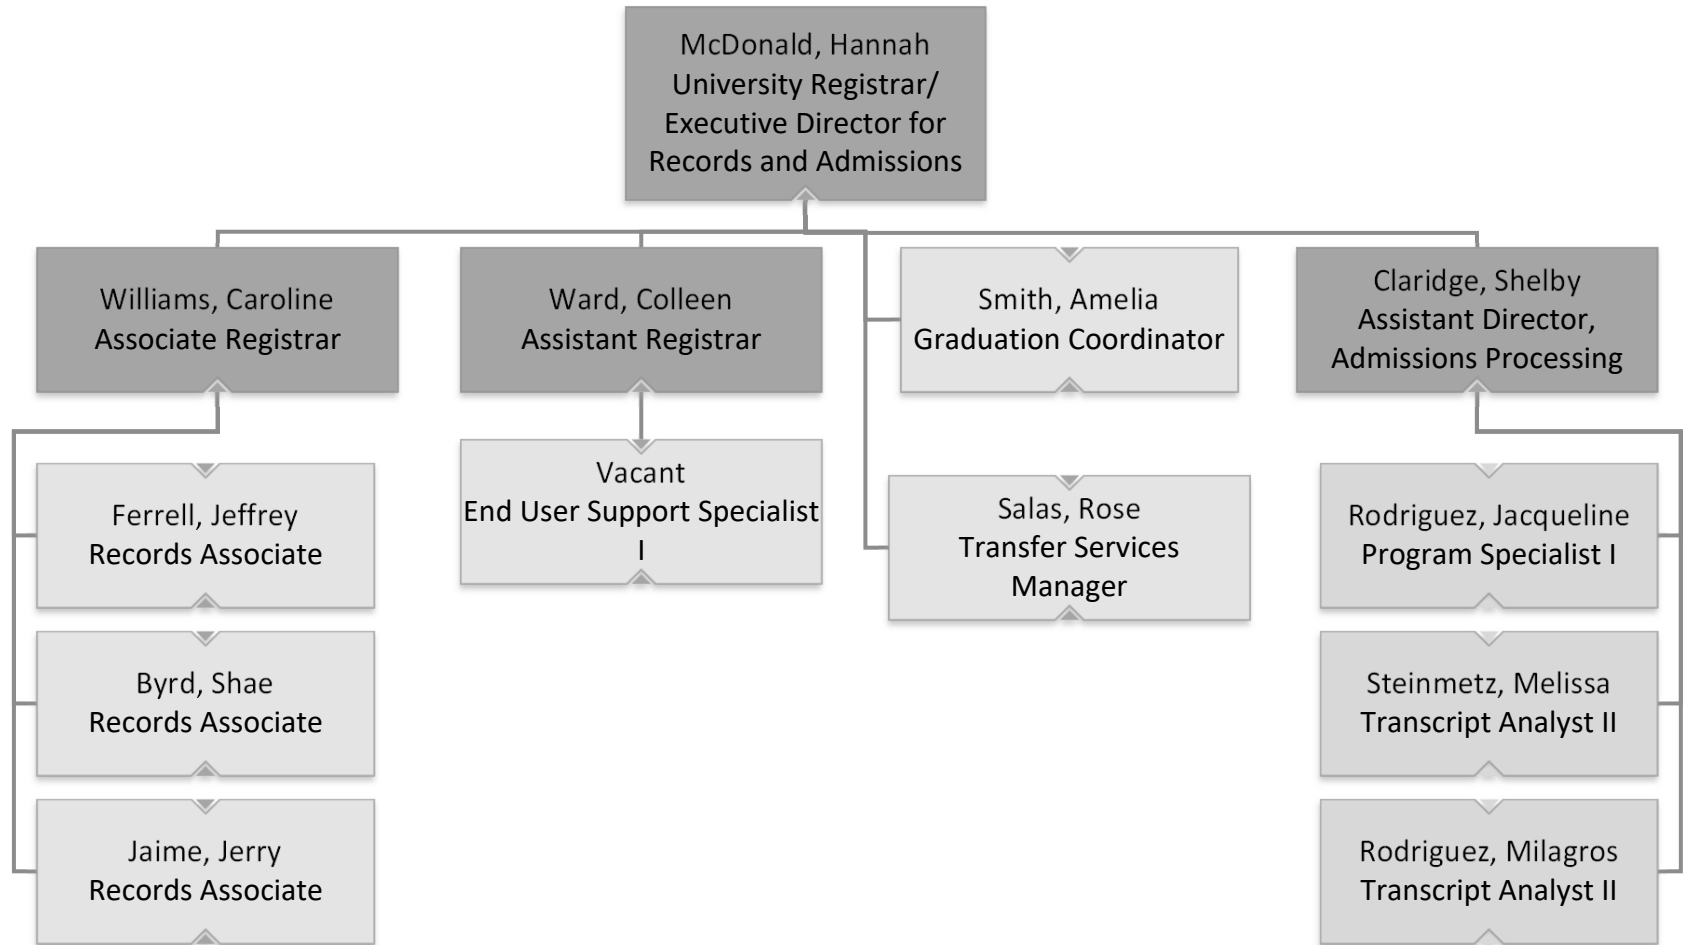 McDonald, Hannah
University Registrar/
Executive Director for
Records and Admissions
Williams, Caroline
Associate Registrar
Ward, Colleen
Assistant Registrar
Smith, Amelia
Graduation Coordinator
Claridge, Shelby
Assistant Director,
Admissions Processing
Ferrell, Jeffrey
Records Associate
Byrd, Shae
Records Associate
Jaime, Jerry
Records Associate
Vacant
End User Support Specialist
I
Salas, Rose
Transfer Services
Manager
Rodriguez, Jacqueline
Program Specialist I
Steinmetz, Melissa
Transcript Analyst II
Rodriguez, Milagros
Transcript Analyst II